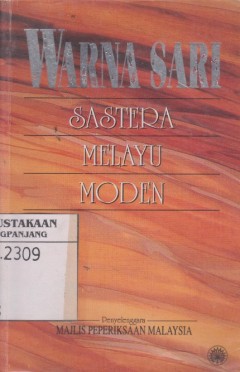 WARNA SARI
SASTERA
MELAYU
MODEN
USTAKAAN
GPANJANG
.2309
Penyelenggara
MAJLIS PEPERIKSAAN MALAYSIA